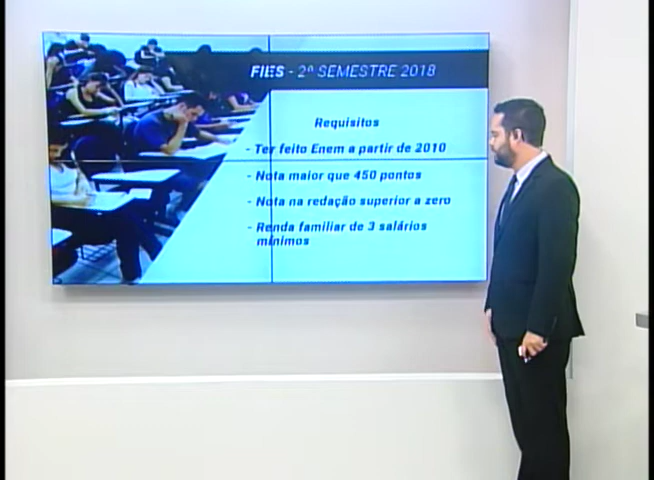 FIES - 2º SEMESTRE 2018
Requisitos
- Ter feito Enem a partir de 2010
- Nota maior que 450 pontos
- Nota na redação superior a zero
- Renda familiar de 3 salários
mínimos